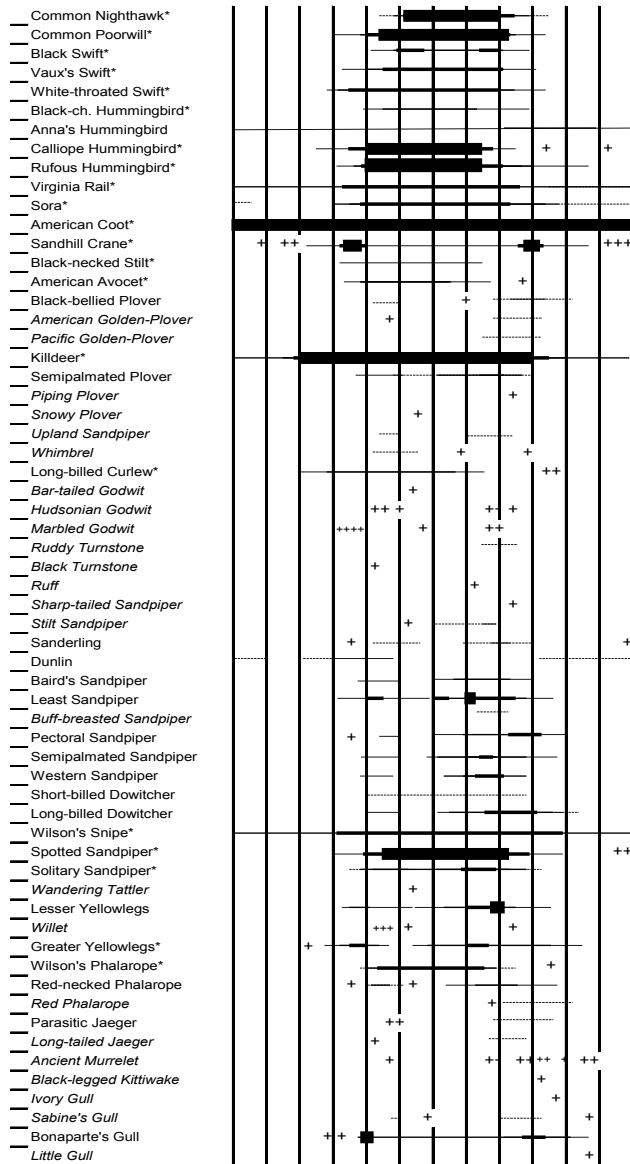 Common Nighthawk*
Common Poorwill*
Black Swift*
Vaux's Swift*
White-throated Swift*
Black-ch. Hummingbird*
Anna's Hummingbird
Calliope Hummingbird* + +
Rufous Hummingbird*
Virginia Rail*
Sora*
American Coot*
Sandhill Crane* + ++ +++
Black-necked Stilt*
American Avocet* +
Black-bellied Plover +
American Golden-Plover +
Pacific Golden-Plover
Killdeer*
Semipalmated Plover
Piping Plover +
Snowy Plover +
Upland Sandpiper
Whimbrel + +
Long-billed Curlew* ++
Bar-tailed Godwit +
Hudsonian Godwit ++ + ++ +
Marbled Godwit ++++ + ++
Ruddy Turnstone
Black Turnstone +
Ruff +
Sharp-tailed Sandpiper +
Stilt Sandpiper +
Sanderling + +
Dunlin
Baird's Sandpiper
Least Sandpiper
Buff-breasted Sandpiper
Pectoral Sandpiper +
Semipalmated Sandpiper
Western Sandpiper
Short-billed Dowitcher
Long-billed Dowitcher
Wilson's Snipe*
Spotted Sandpiper* ++
Solitary Sandpiper*
Wandering Tattler +
Lesser Yellowlegs
Willet +++ + +
Greater Yellowlegs* +
Wilson's Phalarope* +
Red-necked Phalarope + +
Red Phalarope +
Parasitic Jaeger ++
Long-tailed Jaeger +
Ancient Murrelet + ++ ++ ++ + ++
Black-legged Kittiwake +
Ivory Gull +
Sabine's Gull + +
Bonaparte's Gull + +
Little Gull +